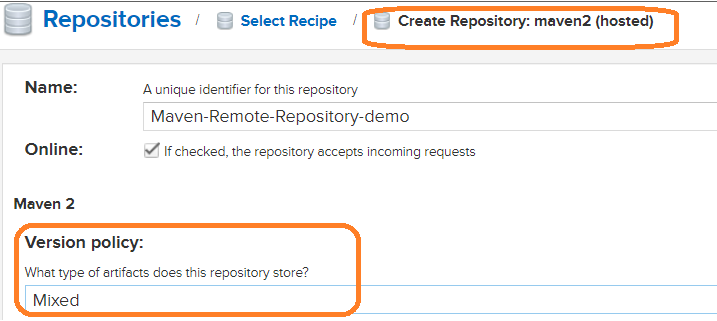 Repositories / Select Recipe / Create Repository: maven2 (hosted)
Name: A unique identifier for this repository
Maven-Remote-Repository-demo
Online: If checked, the repository accepts incoming requests
Maven 2
Version policy:
What type of artifacts does this repository store?
Mixed